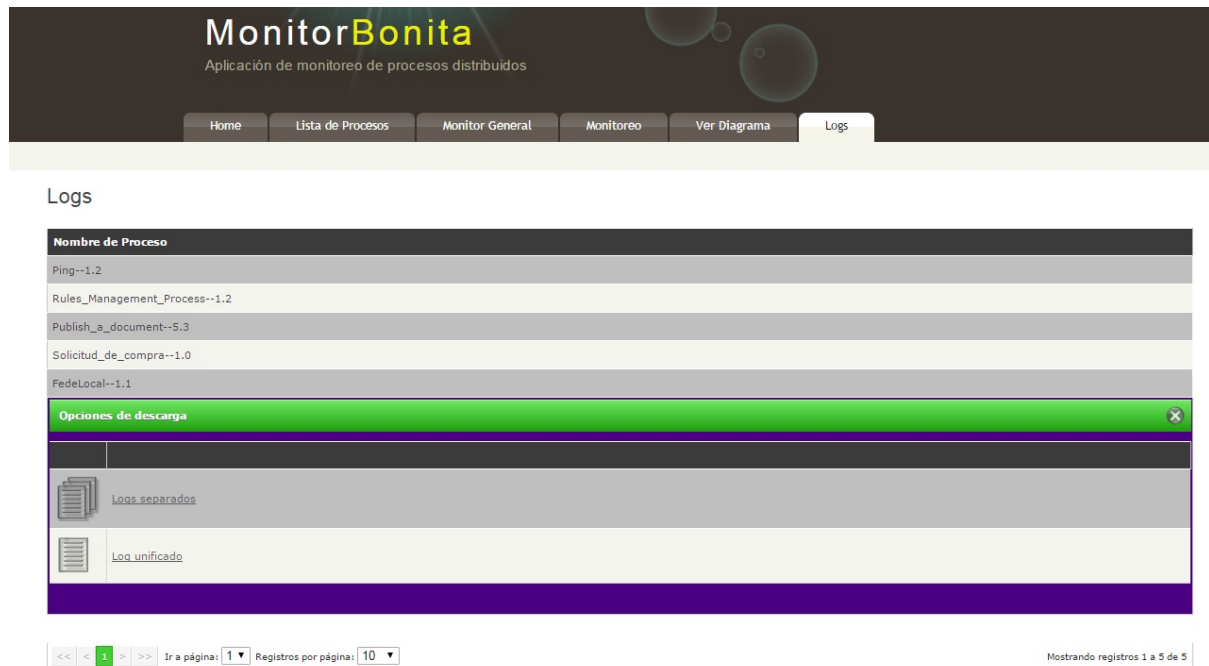 MonitorBonita
Aplicación de monitoreo de procesos distribuidos
Home Lista de Procesos Monitor General Monitoreo Ver Diagrama Logs
Logs
Nombre de Proceso
Ping--1.2
Rules_Management_Process--1.2
Publish_a_document--5.3
Solicitud_de_compra--1.0
FedeLocal--1.1
Opciones de descarga
Logs separados
Log unificado
<< < 1 > >> Ir a página: 1 Registros por página: 10 Mostrando registros 1 a 5 de 5